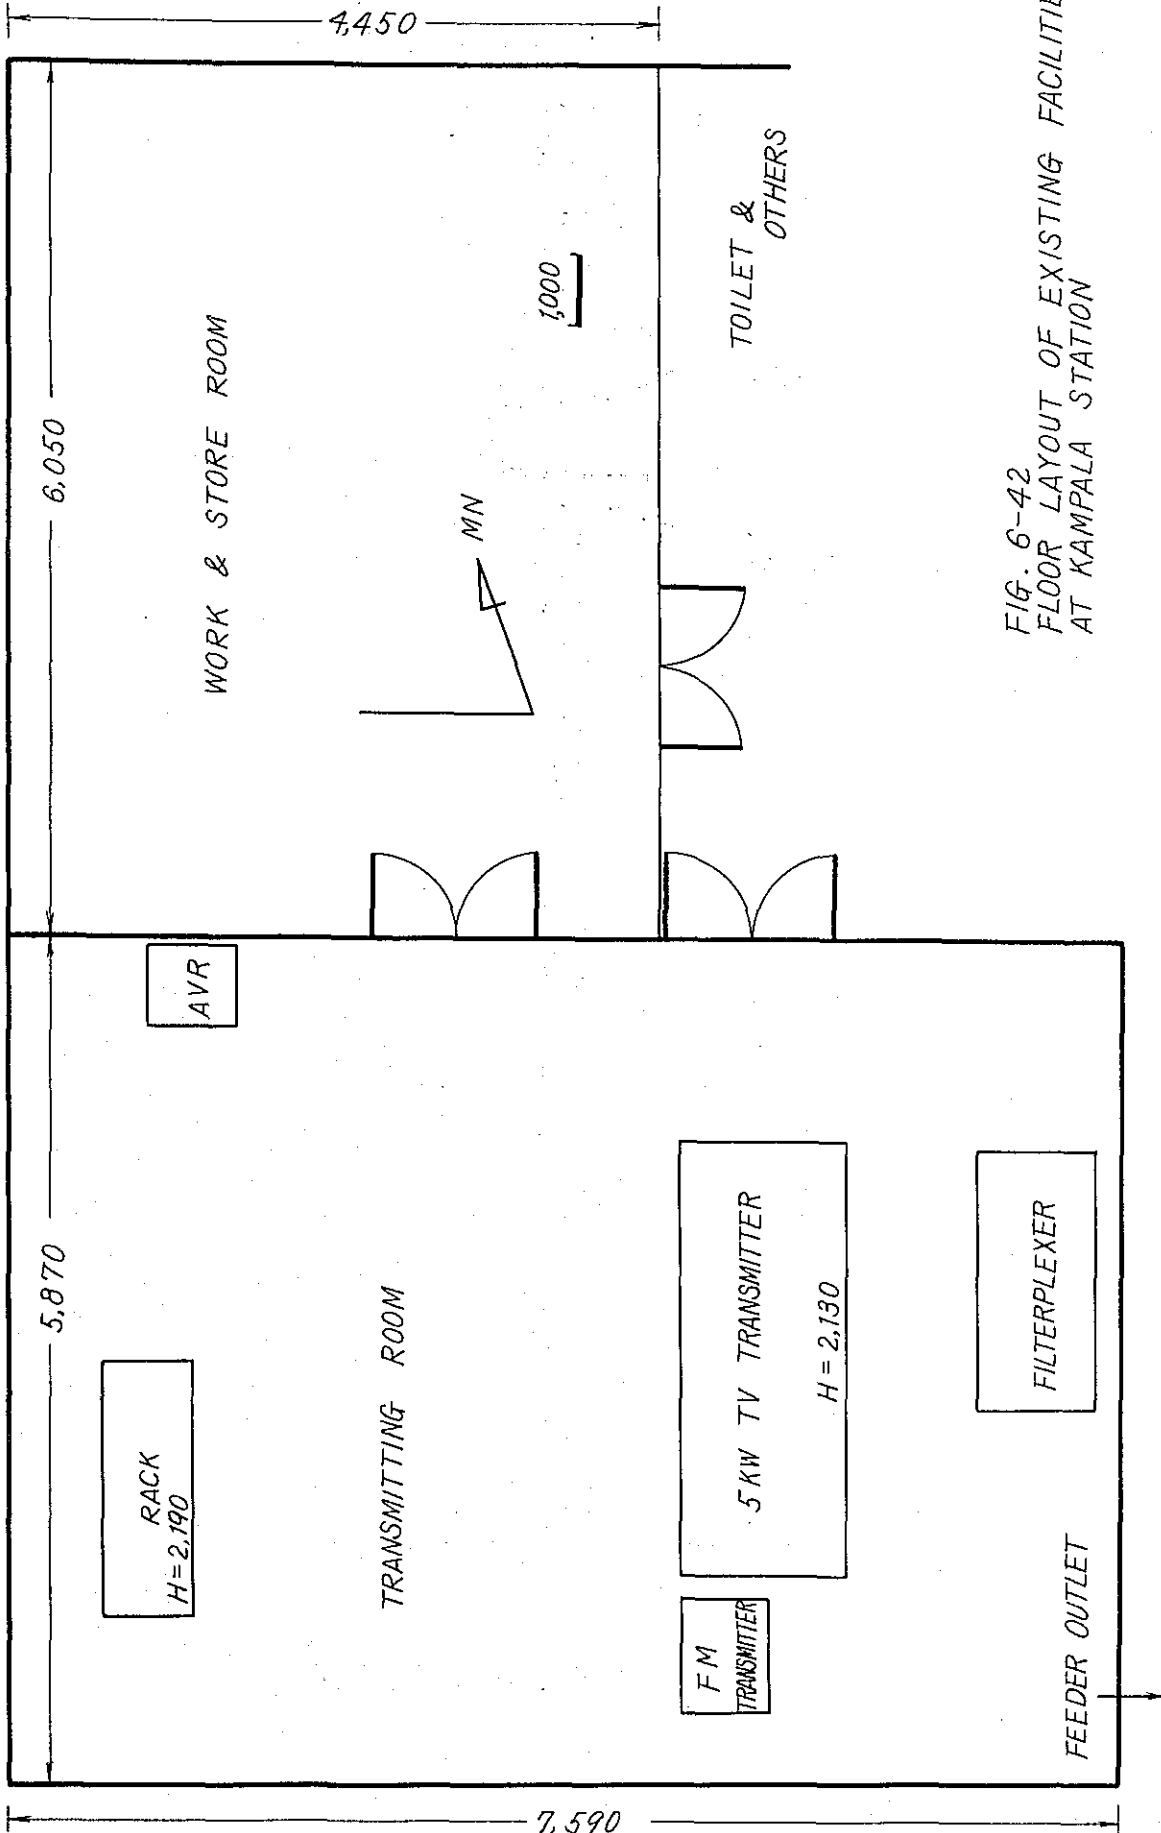 7,590
5,870
6,050
4,450
RACK
H=2,190
AVR
TRANSMITTING ROOM
FM
TRANSMITTER
5KW TV TRANSMITTER
H=2,130
FILTERPLEXER
FEEDER OUTLET
WORK & STORE ROOM
MN
1,000
TOILET &
OTHERS
FIG. 6-42
FLOOR LAYOUT OF EXISTING FACILITIE
AT KAMPALA STATION